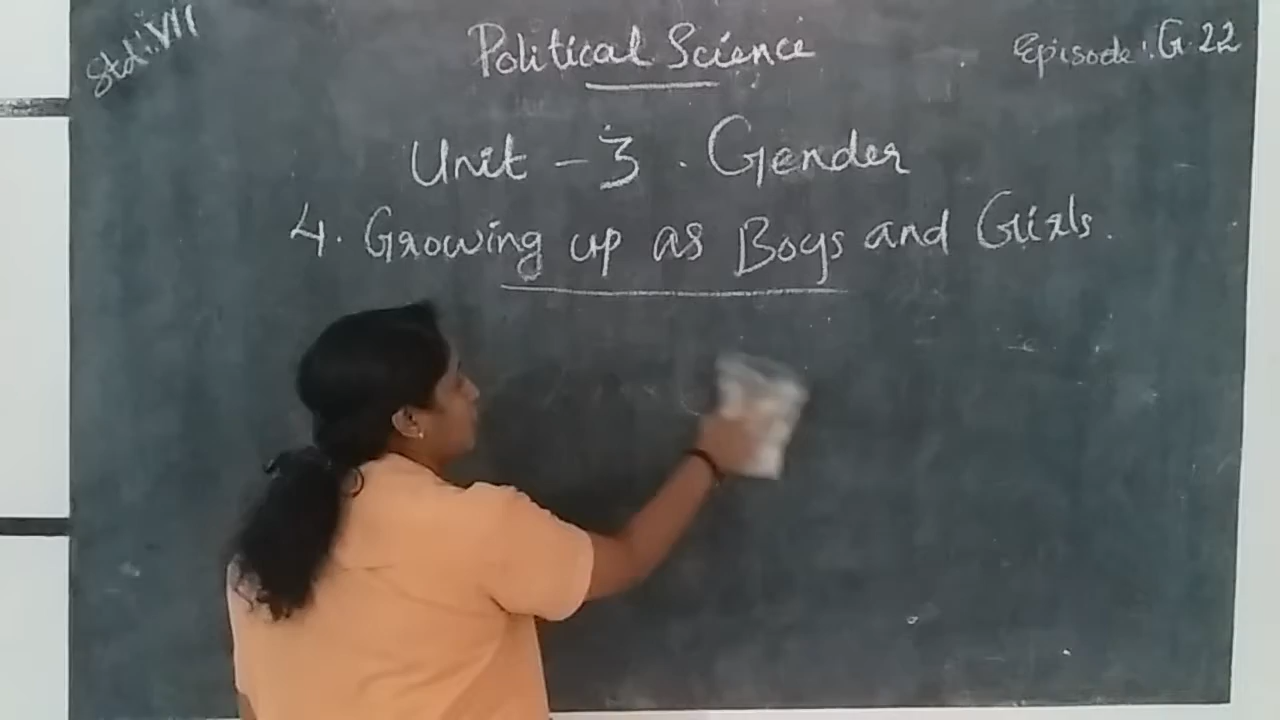 Std:.VII
Political Science
Episode:.G.22
Unit - 3 . Gender
4. Growing up as Boys and Girls.